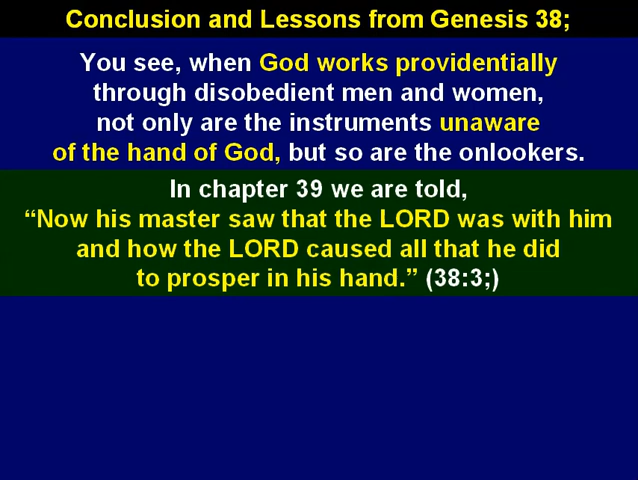 Conclusion and Lessons from Genesis 38;
You see, when God works providentially
through disobedient men and women,
not only are the instruments unaware
of the hand of God, but so are the onlookers.
In chapter 39 we are told,
“Now his master saw that the LORD was with him
and how the LORD caused all that he did
to prosper in his hand.” (38:3;)